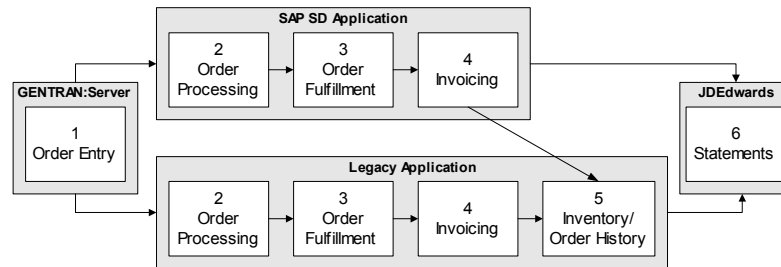 SAP SD Application
2
Order
Processing
3
Order
Fulfillment
4
Invoicing
GENTRAN:Server
1
Order Entry
JDEdwards
6
Statements
Legacy Application
2
Order
Processing
3
Order
Fulfillment
4
Invoicing
5
Inventory/
Order History